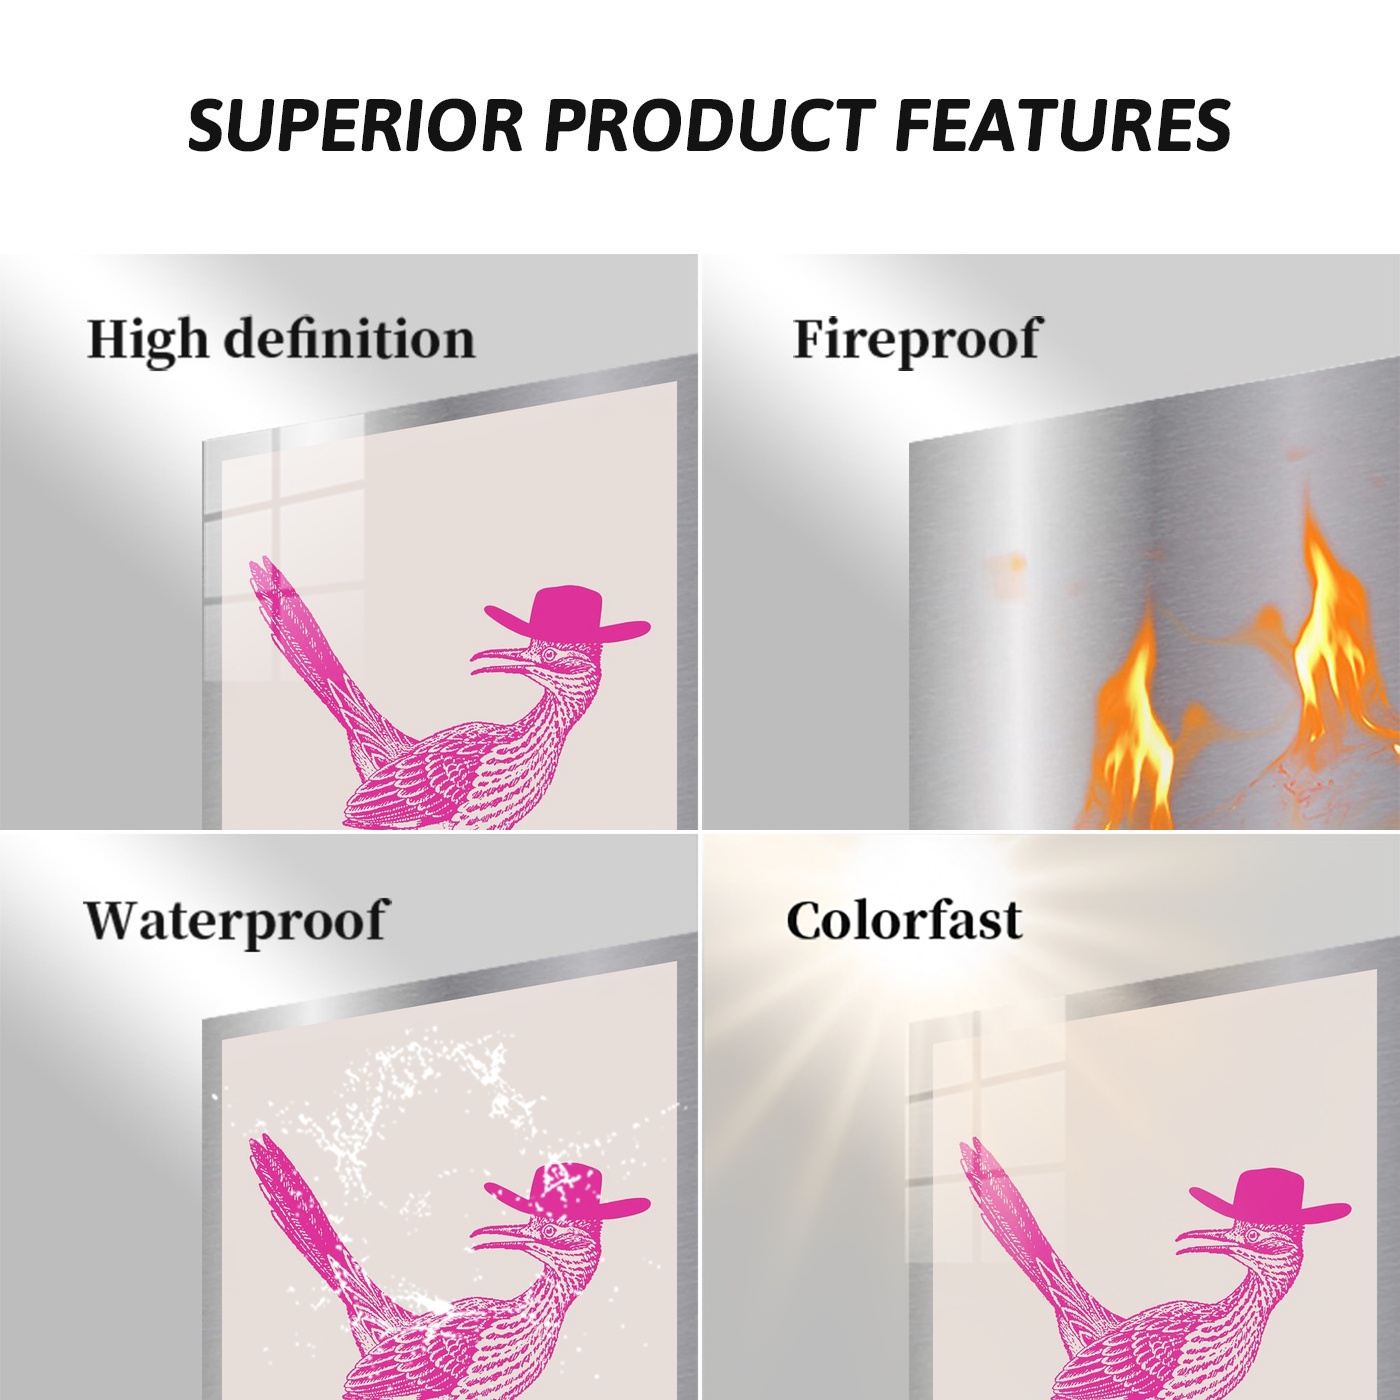 SUPERIOR PRODUCT FEATURES
High definition
Fireproof
Waterproof
Colorfast